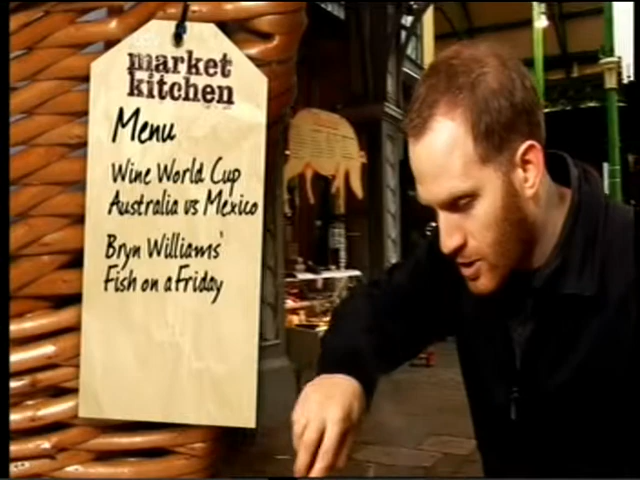 market
kitchen
Menu
Wine World Cup
Australia vs Mexico
Bryn Williams'
Fish on a Friday